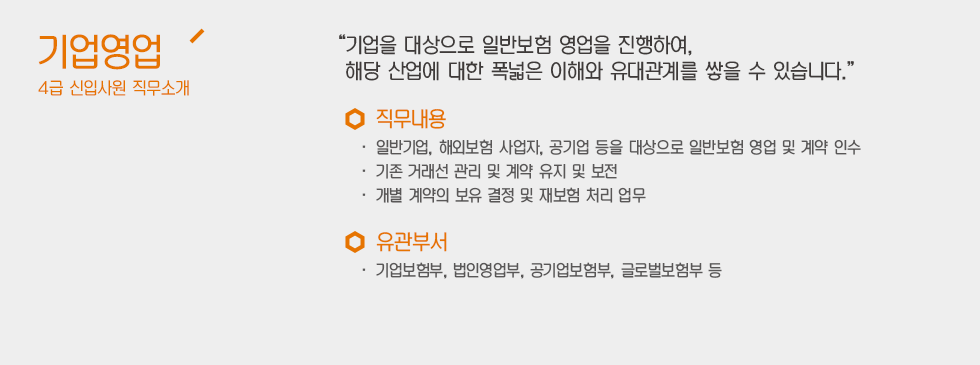 기업영업
4급 신입사원 직무소개
“기업을 대상으로 일반보험 영업을 진행하여,
해당 산업에 대한 폭넓은 이해와 유대관계를 쌓을 수 있습니다.”
직무내용
· 일반기업, 해외보험 사업자, 공기업 등을 대상으로 일반보험 영업 및 계약 인수
· 기존 거래선 관리 및 계약 유지 및 보전
· 개별 계약의 보유 결정 및 재보험 처리 업무
유관부서
· 기업보험부, 법인영업부, 공기업보험부, 글로벌보험부 등